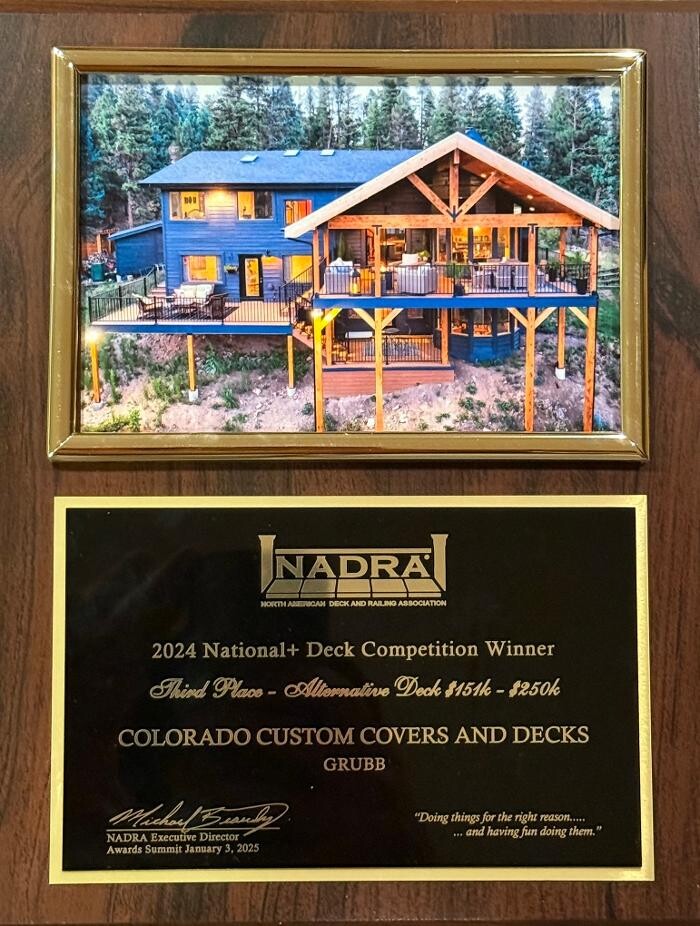 NADRA
NORTH AMERICAN DECK AND RAILING ASSOCIATION
2024 National+ Deck Competition Winner
Third Place - Alternative Deck $151k - $250k
COLORADO CUSTOM COVERS AND DECKS
GRUBB
NADRA Executive Director
Awards Summit January 3, 2025
"Doing things for the right reason.....
... and having fun doing them."